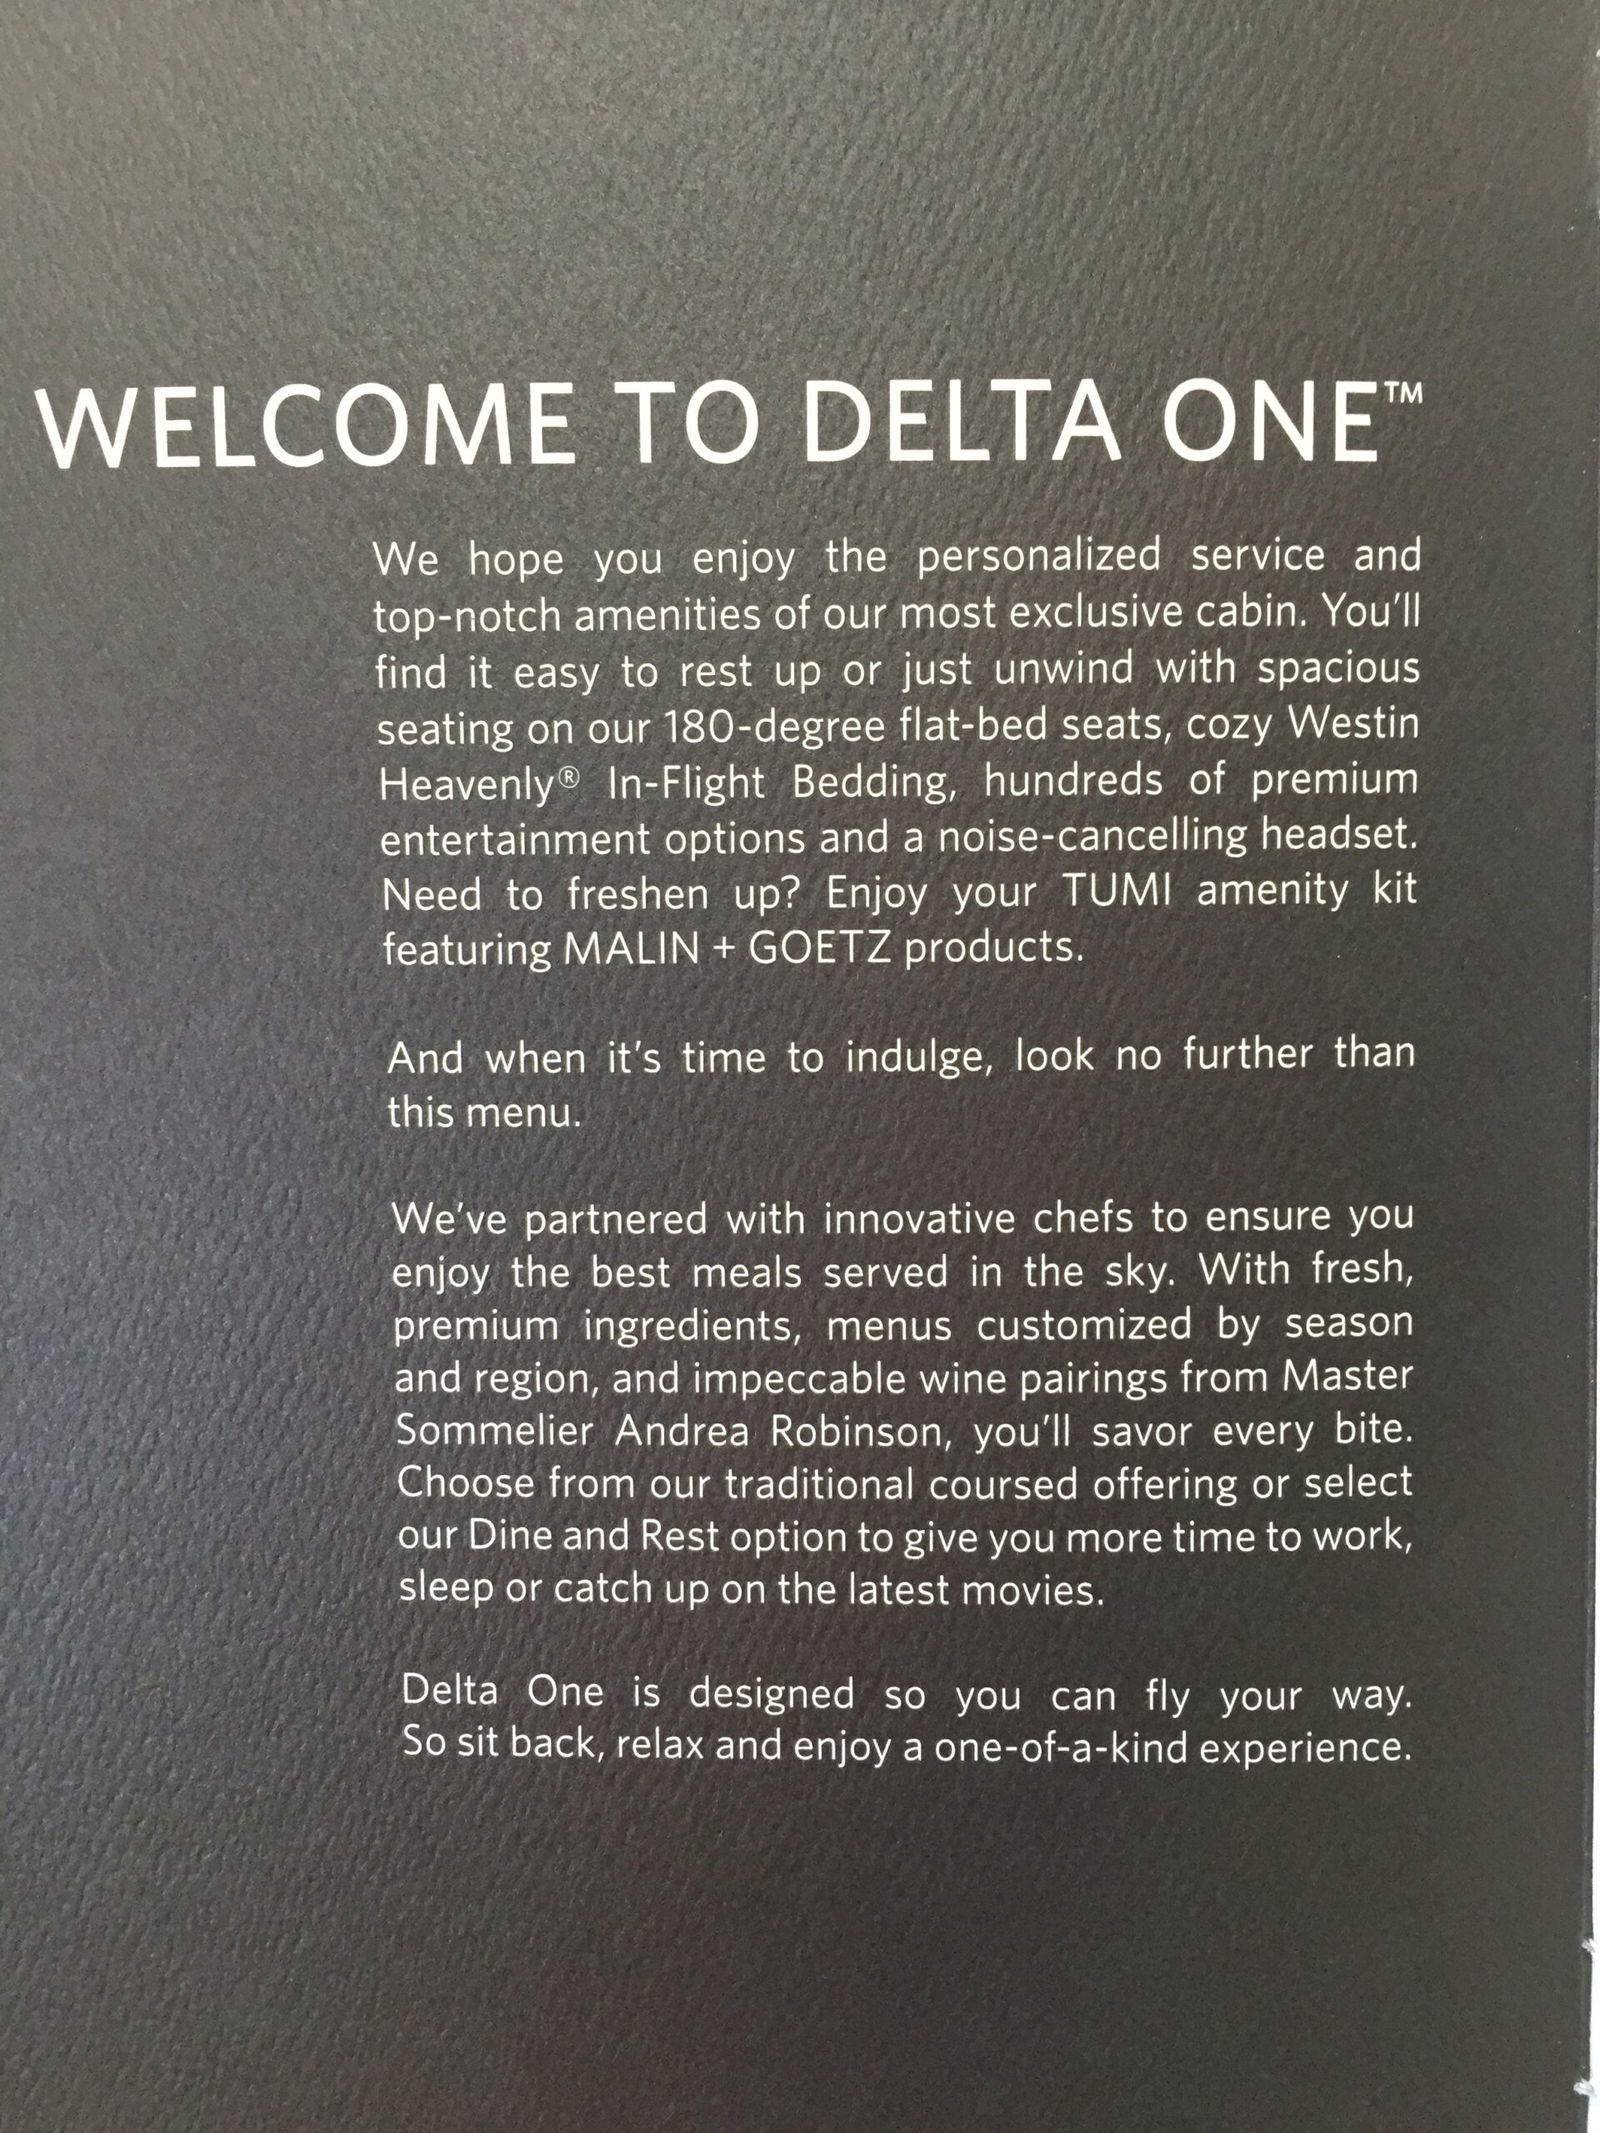 WELCOME TO DELTA ONE™
We hope you enjoy the personalized service and
top-notch amenities of our most exclusive cabin. You'll
find it easy to rest up or just unwind with spacious
seating on our 180-degree flat-bed seats, cozy Westin
Heavenly® In-Flight Bedding, hundreds of premium
entertainment options and a noise-cancelling headset.
Need to freshen up? Enjoy your TUMI amenity kit
featuring MALIN + GOETZ products.
And when it's time to indulge, look no further than
this menu.
We've partnered with innovative chefs to ensure you
enjoy the best meals served in the sky. With fresh,
premium ingredients, menus customized by season
and region, and impeccable wine pairings from Master
Sommelier Andrea Robinson, you'll savor every bite.
Choose from our traditional coursed offering or select
our Dine and Rest option to give you more time to work,
sleep or catch up on the latest movies.
Delta One is designed so you can fly your way.
So sit back, relax and enjoy a one-of-a-kind experience.